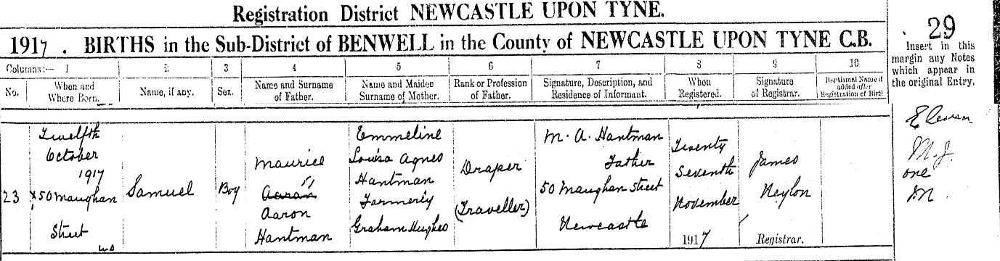 Registration District NEWCASTLE UPON TYNE.
1917. BIRTHS in the Sub-District of BENWELL in the County of NEWCASTLE UPON TYNE C.B.
29
Insert in this
margin any Notes
which appear in
the original Entry.
Columns:— 1 2 3 4 5 6 7 8 9 10
No.
When and
Where Born.
Name, if any.
Sex.
Name and Surname
of Father.
Name and Maiden
Surname of Mother.
Rank or Profession
of Father.
Signature, Description, and
Residence of Informant.
When
Registered.
Signature
of Registrar.
Baptismal Name if
added after
Registration of Birth
23
Twelfth
October
1917
50 Maughan
Street
Samuel
Boy
Maurice
Aaron
Aaron
Hantman
Emmeline
Louisa Agnes
Hantman
Formerly
Graham Hughes
Draper
(Traveller)
M. A. Hantman
Father
50 Maughan Street
Newcastle
Twenty
Seventh
November
1917
James
Neylon
Registrar.
Eleven
M. J.
one
M